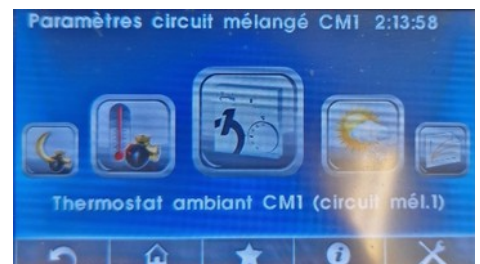 Paramètres circuit mélangé CM1 2:13:58
Thermostat ambiant CM1 (circuit mél.1)